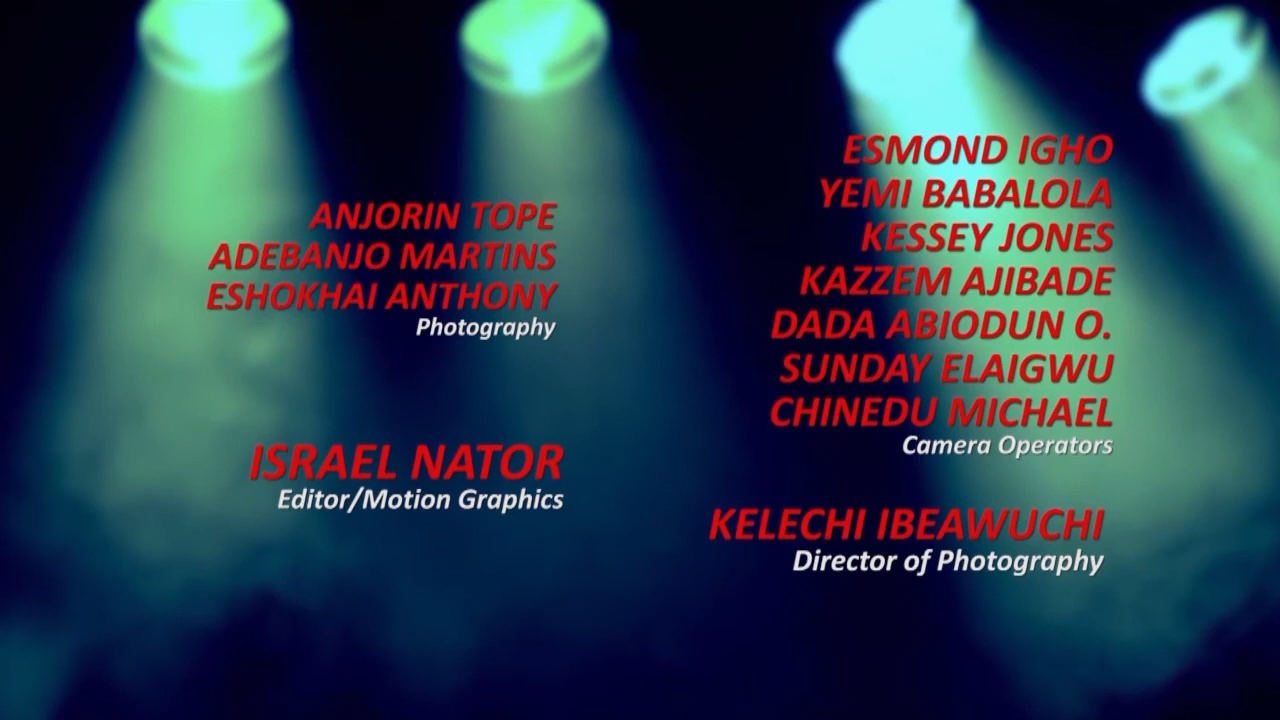 ANJORIN TOPE
ADEBANJO MARTINS
ESHOKHAI ANTHONY
Photography
ISRAEL NATOR
Editor/Motion Graphics
ESMOND IGHO
YEMI BABALOLA
KESSEY JONES
KAZZEM AJIBADE
DADA ABIODUN O.
SUNDAY ELAIGWU
CHINEDU MICHAEL
Camera Operators
KELECHI IBEAWUCHI
Director of Photography